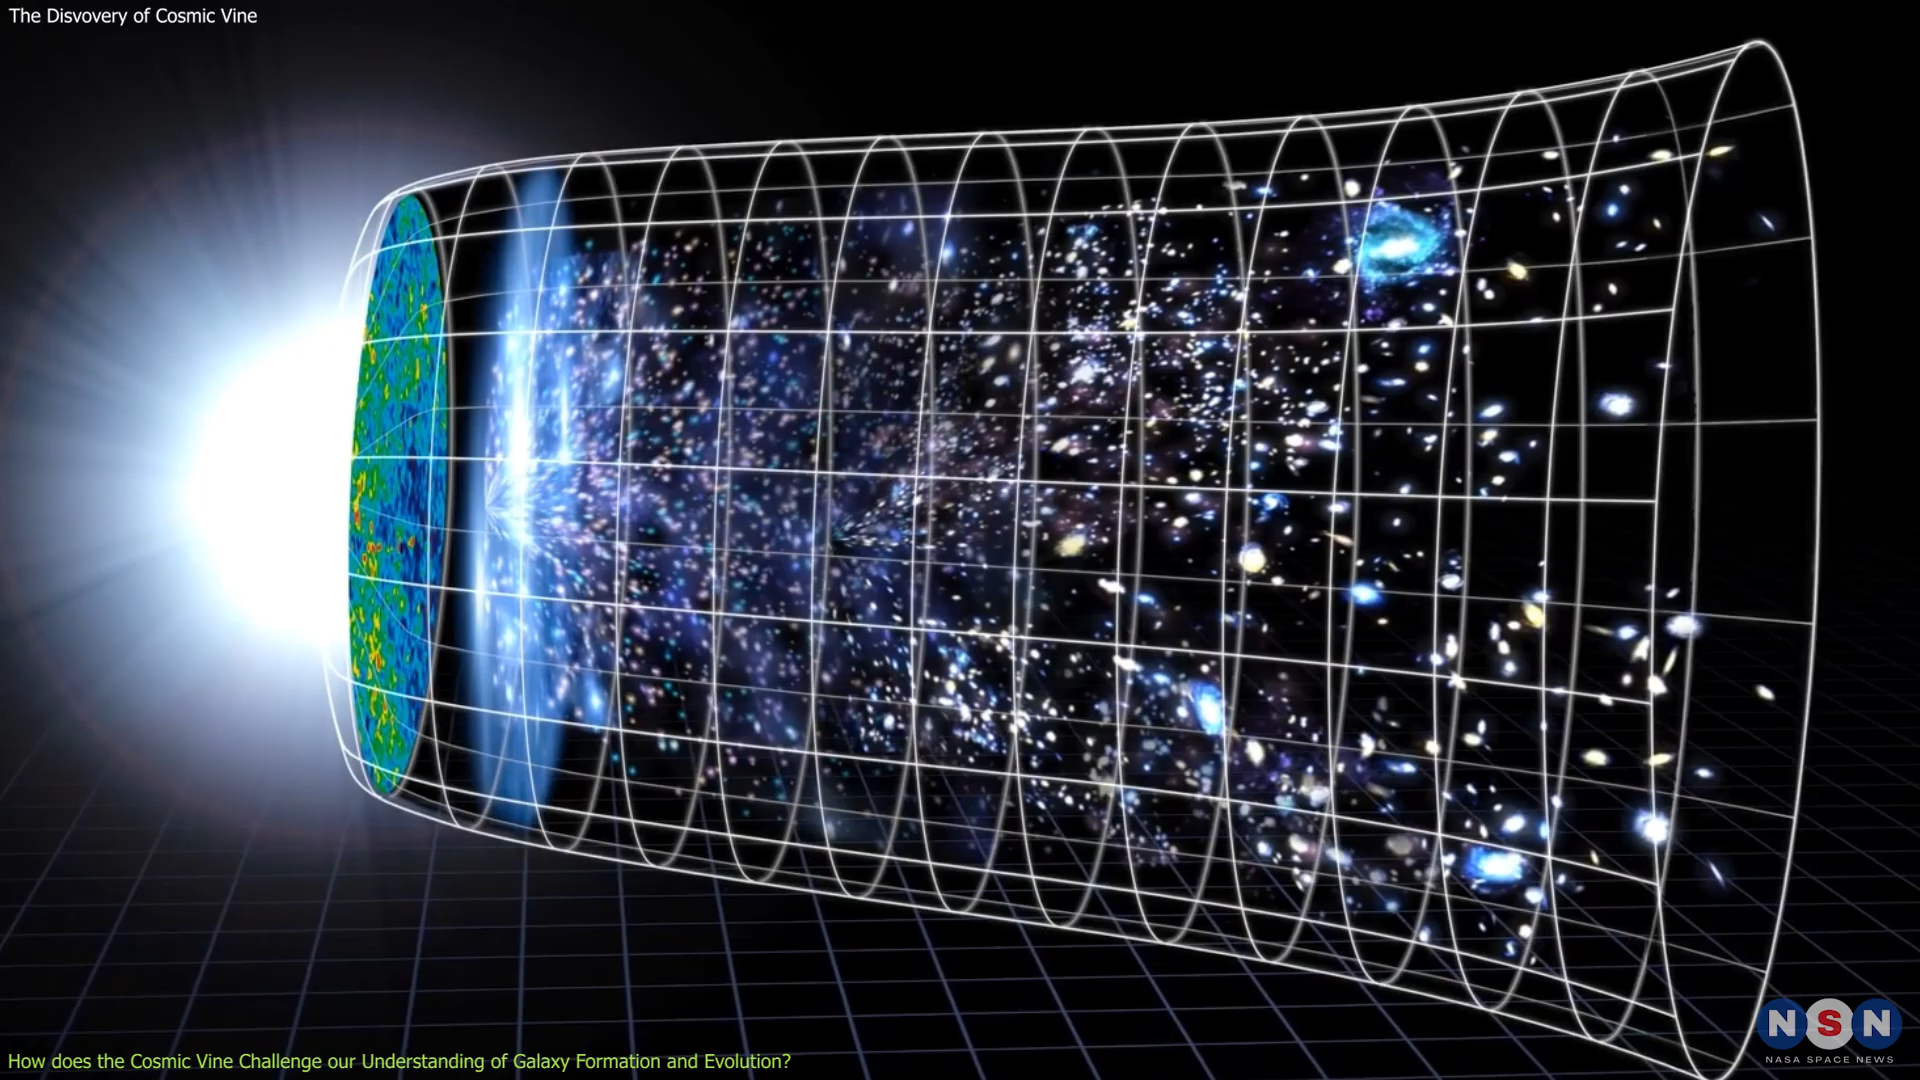 The Disvovery of Cosmic Vine
How does the Cosmic Vine Challenge our Understanding of Galaxy Formation and Evolution?
NSN
NASA SPACE NEWS